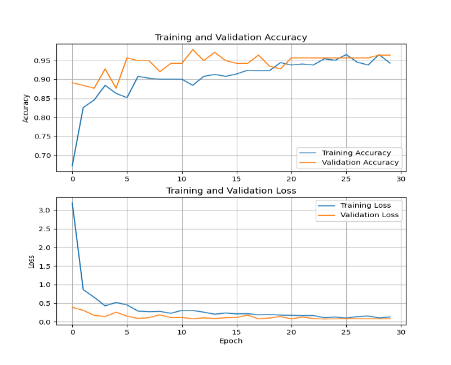 Training and Validation Accuracy
Accuracy
0.95
0.90
0.85
0.80
0.75
0.70
Training Accuracy
Validation Accuracy
0 5 10 15 20 25 30
Training and Validation Loss
Loss
3.0
2.5
2.0
1.5
1.0
0.5
0.0
Training Loss
Validation Loss
0 5 10 15 20 25 30
Epoch